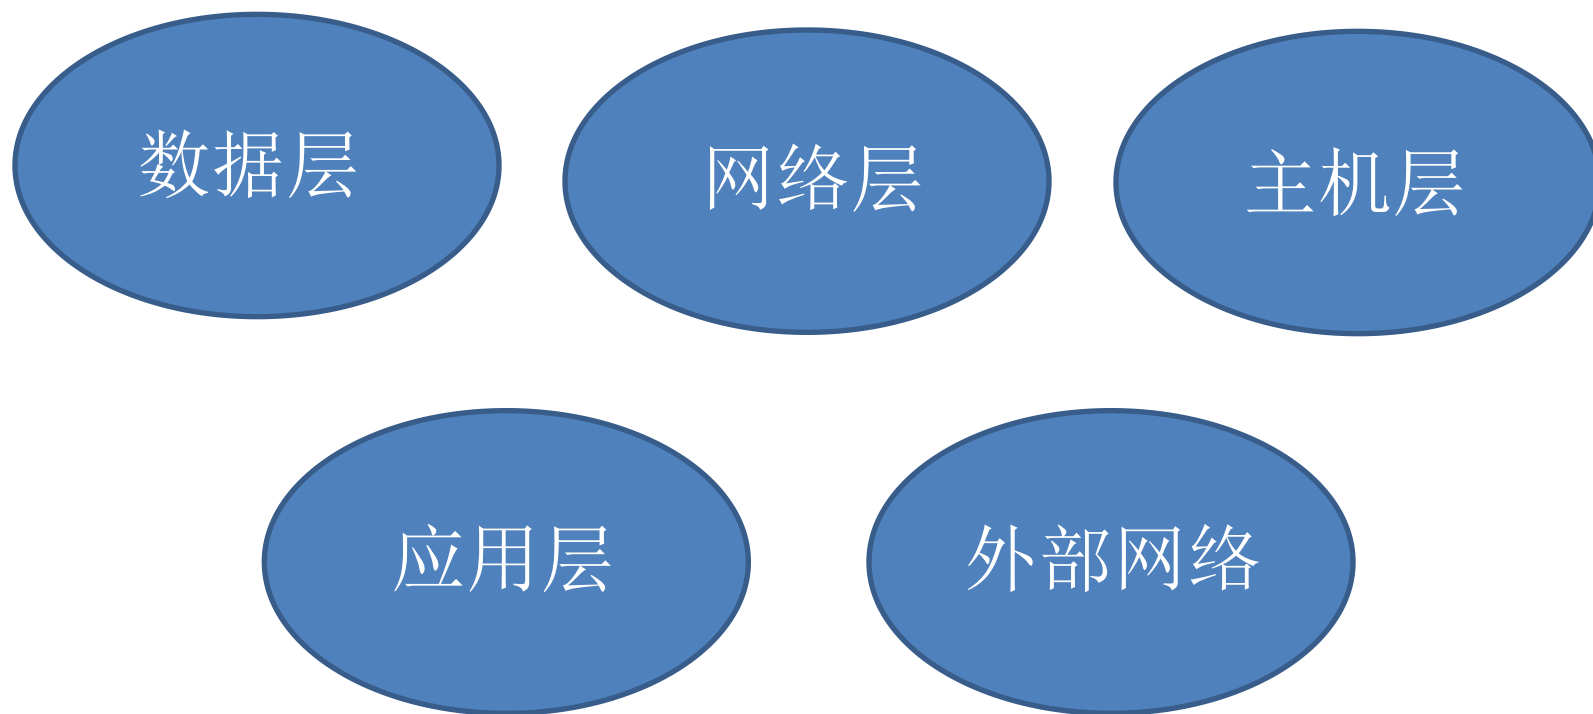 数据层
网络层
主机层
应用层
外部网络